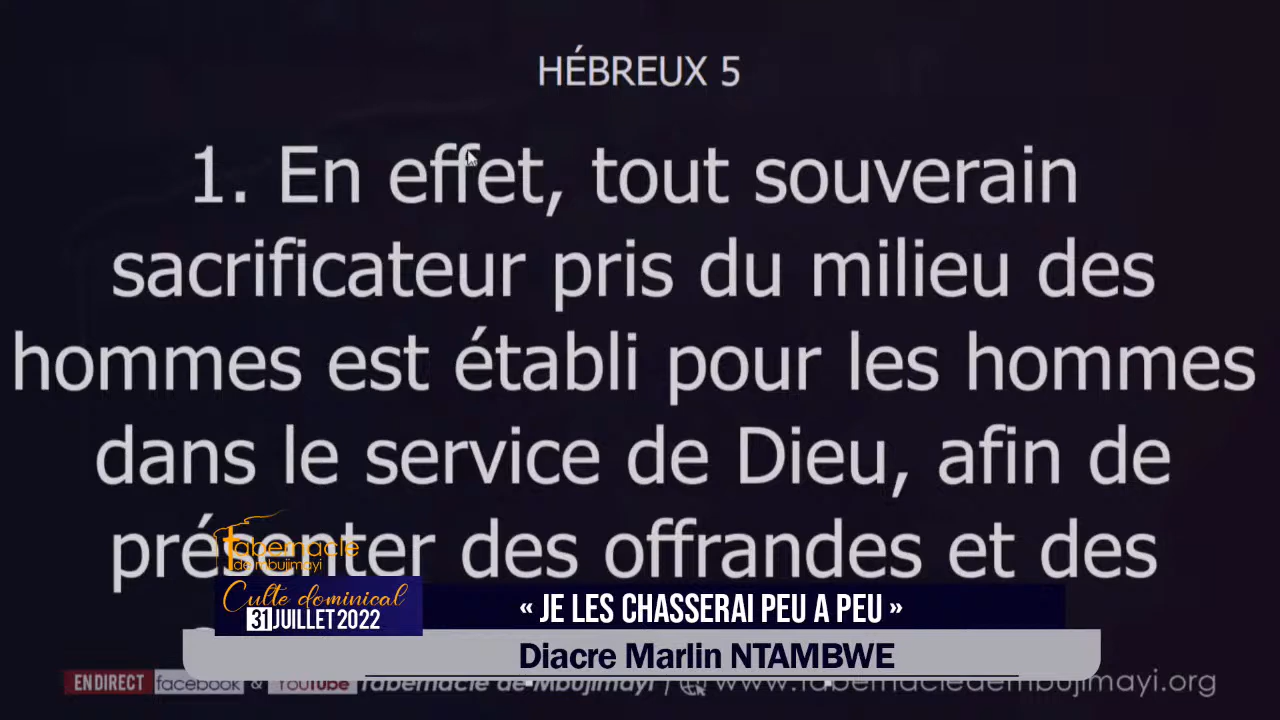 HÉBREUX 5
1. En effet, tout souverain
sacrificateur pris du milieu des
hommes est établi pour les hommes
dans le service de Dieu, afin de
présenter des offrandes et des
Tabernacle
de mbujimayi
Culte dominical
31 JUILLET 2022
« JE LES CHASSERAI PEU A PEU »
Diacre Marlin NTAMBWE
EN DIRECT facebook & YouTube Tabernacle de Mbujimayi | www.tabernacledembujimayi.org